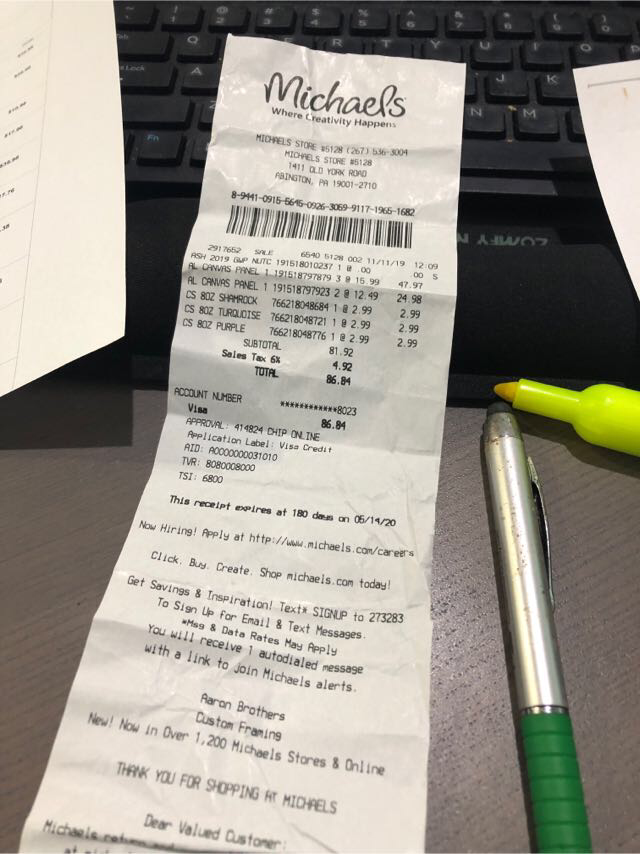 Michaels
Where Creativity Happens
MICHAELS STORE #5128 (267) 536-3004
MICHAELS STORE #5128
1411 OLD YORK ROAD
ABINGTON, PA 19001-2710
8-9441-0915-5645-0926-3059-9117-1965-1682
2917652 SALE 6540 5128 002 11/11/19 12:09
ASH 2019 GWP NUTC 191518010237 1 @ .00 .00 S
AL CANVAS PANEL 1 191518797879 3 @ 15.99 47.97
AL CANVAS PANEL 1 191518797923 2 @ 12.49 24.98
CS 8OZ SHAMROCK 766218048684 1 @ 2.99 2.99
CS 8OZ TURQUOISE 766218048721 1 @ 2.99 2.99
CS 8OZ PURPLE 766218048776 1 @ 2.99 2.99
SUBTOTAL 81.92
Sales Tax 6% 4.92
TOTAL 86.84
ACCOUNT NUMBER ************8023
Visa 86.84
APPROVAL: 414824 CHIP ONLINE
Application Label: Visa Credit
AID: A0000000031010
TVR: 8080008000
TSI: 6800
This receipt expires at 180 days on 05/14/20
Now Hiring! Apply at http://www.michaels.com/careers
Click. Buy. Create. Shop michaels.com today!
Get Savings & Inspiration! Text* SIGNUP to 273283
To Sign Up for Email & Text Messages.
*Msg & Data Rates May Apply
You will receive 1 autodialed message
with a link to Join Michaels alerts.
Aaron Brothers
Custom Framing
New! Now in Over 1,200 Michaels Stores & Online
THANK YOU FOR SHOPPING AT MICHAELS
Dear Valued Customer:
Michaels return